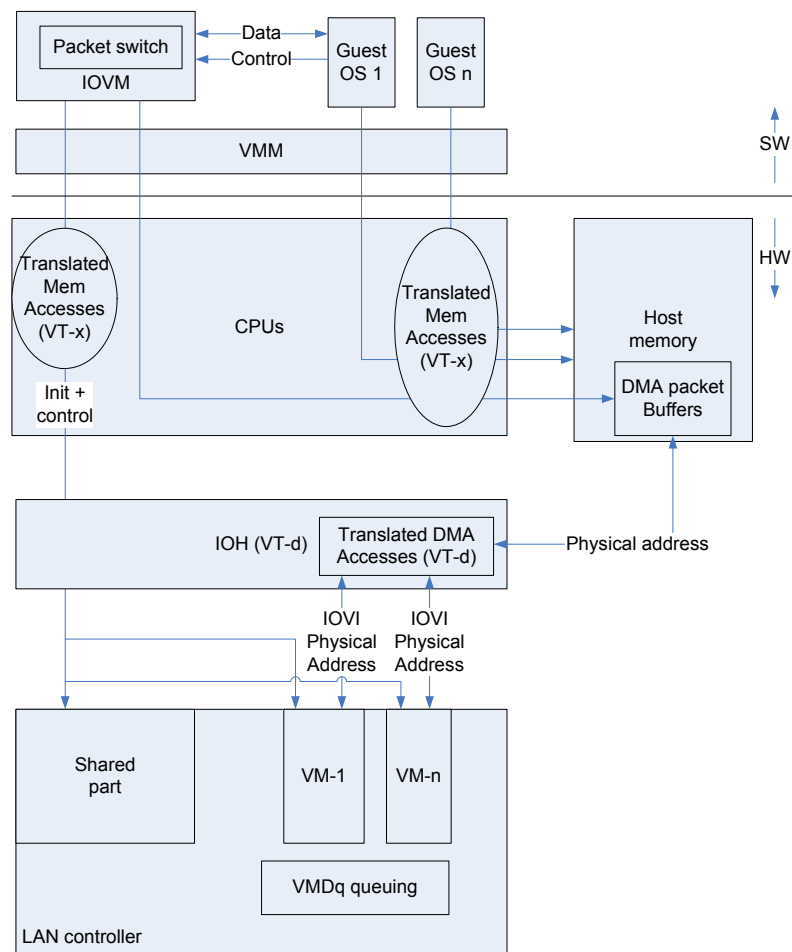 Packet switch
IOVM
Data
Control
Guest
OS 1
Guest
OS n
VMM
SW
HW
Translated
Mem
Accesses
(VT-x)
CPUs
Translated
Mem
Accesses
(VT-x)
Host
memory
DMA packet
Buffers
Init +
control
IOH (VT-d)
Translated DMA
Accesses (VT-d)
Physical address
IOVI
Physical
Address
IOVI
Physical
Address
Shared
part
VM-1
VM-n
VMDq queuing
LAN controller